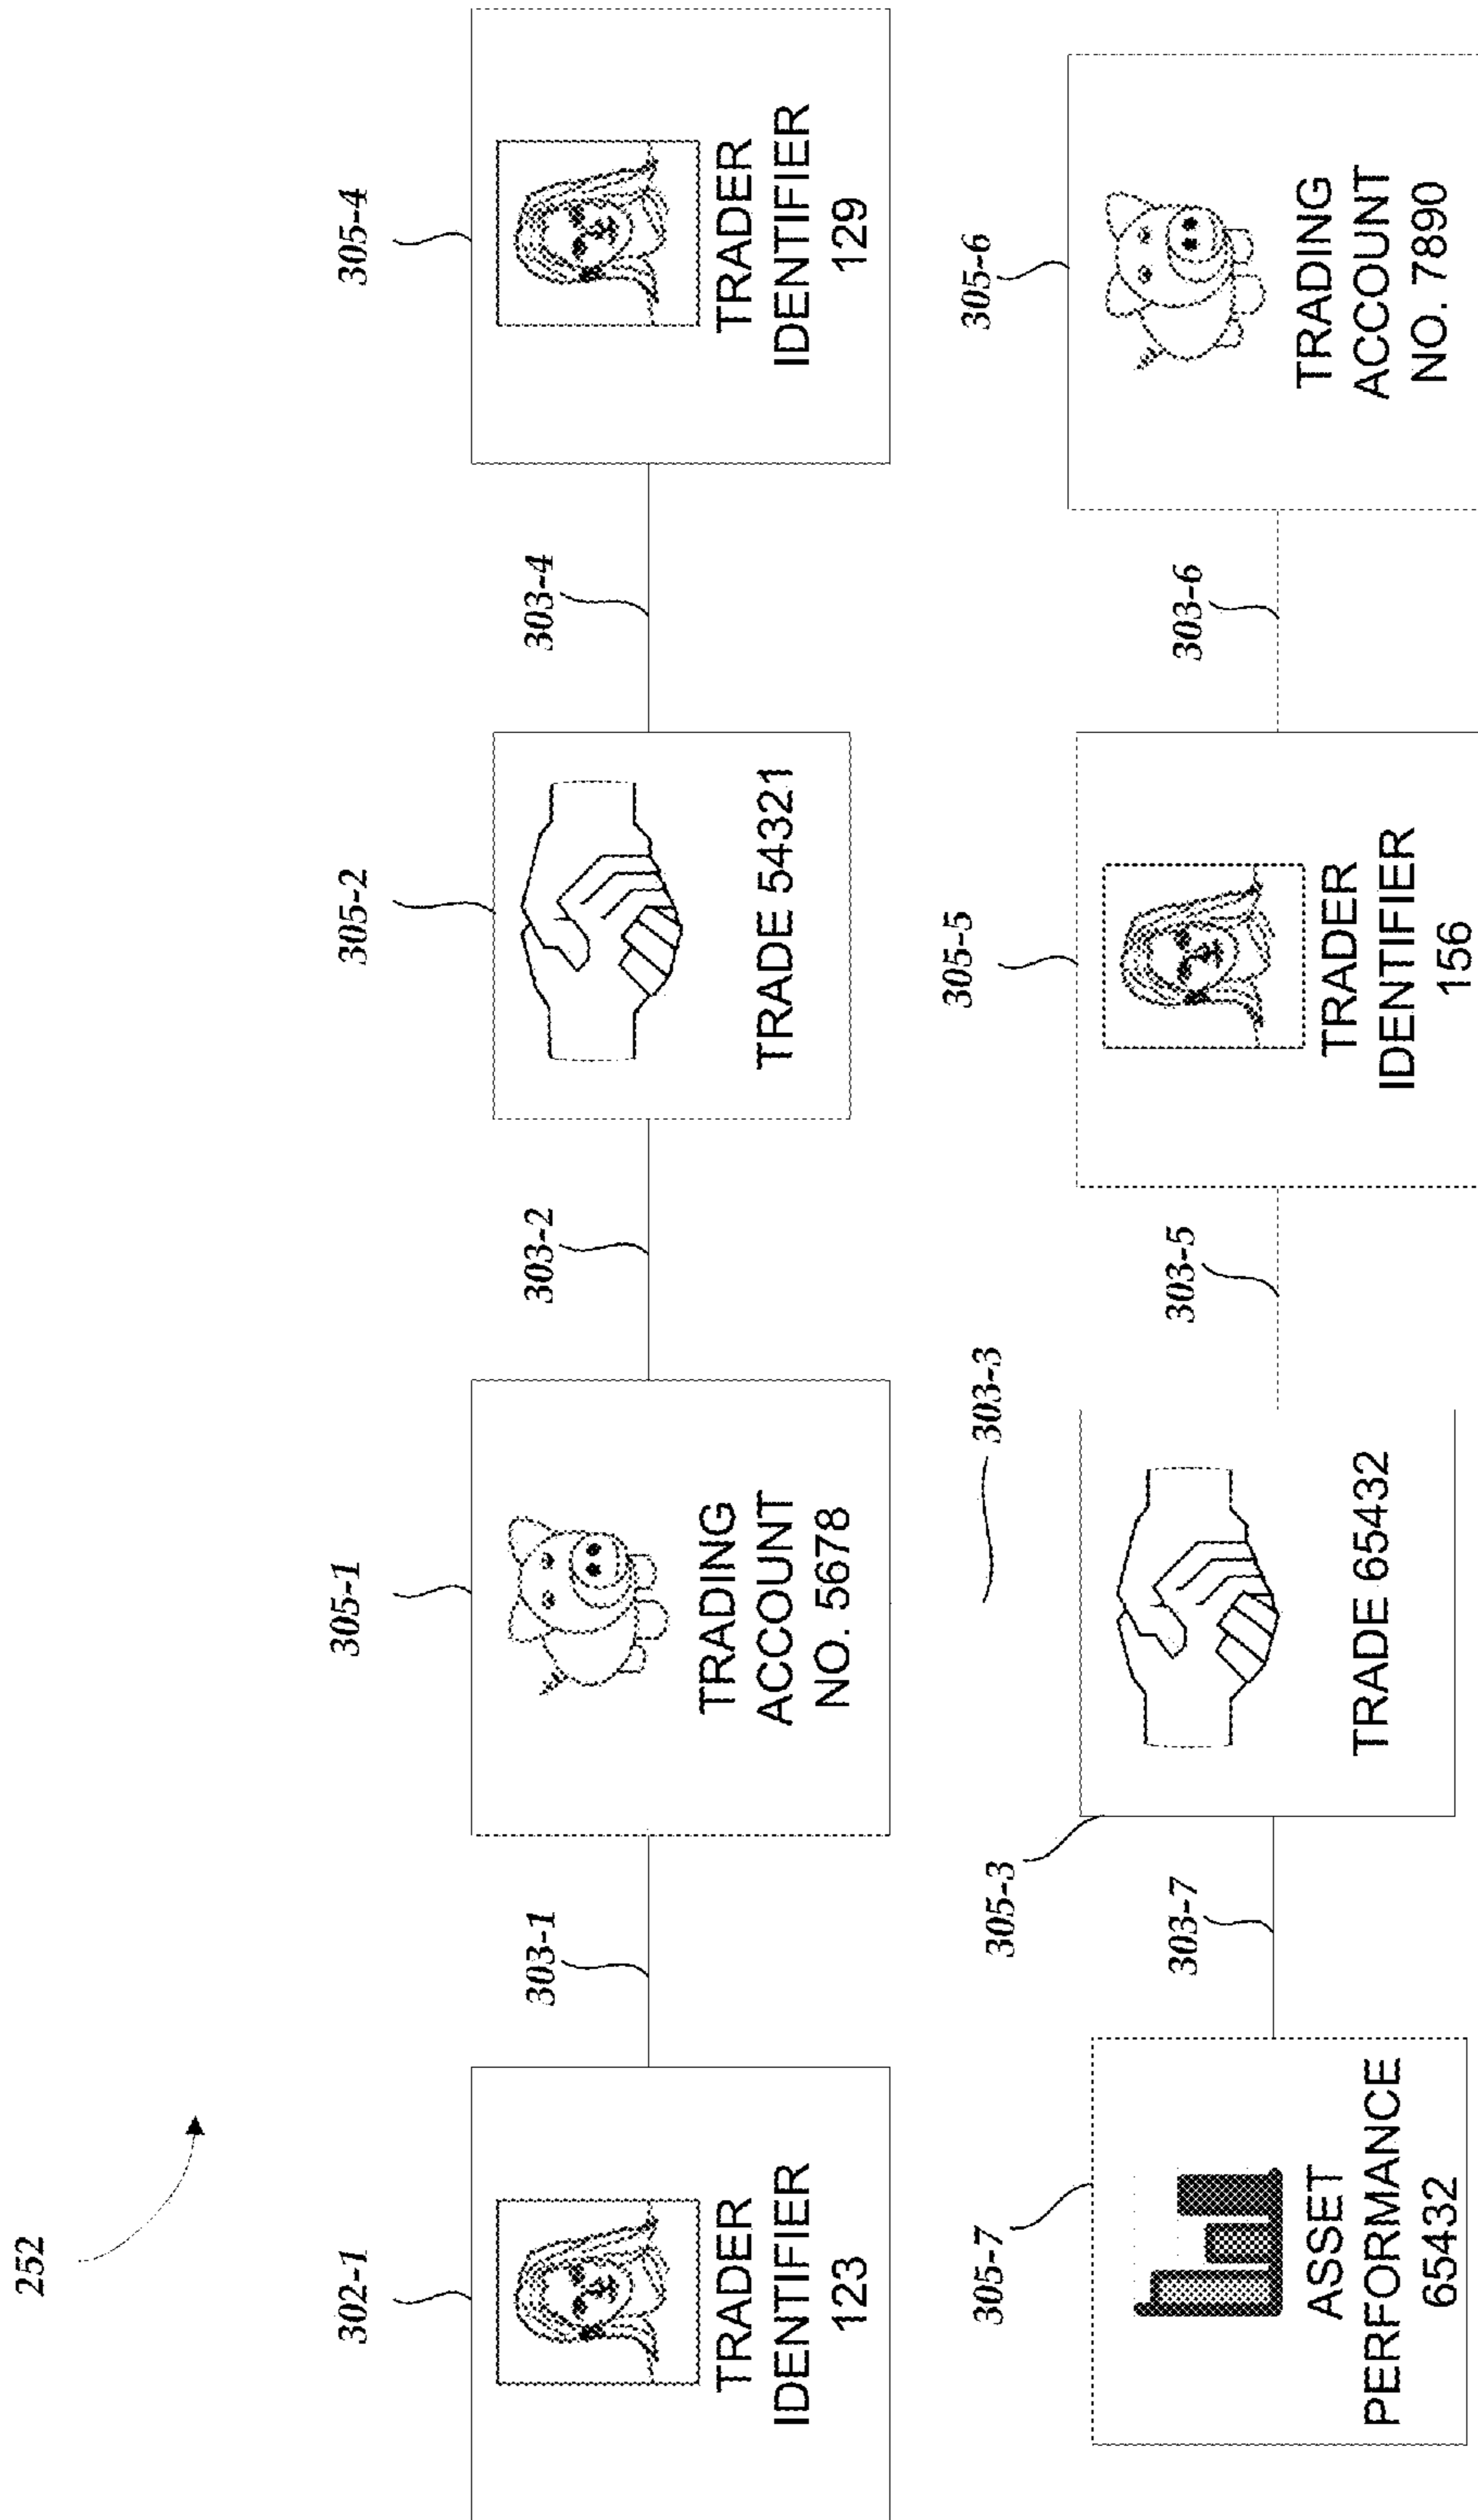 252
302-1
TRADER
IDENTIFIER
123
303-1
305-1
TRADING
ACCOUNT
NO. 5678
303-2
305-2
TRADE 54321
303-4
305-4
TRADER
IDENTIFIER
129
303-3
305-7
ASSET
PERFORMANCE
65432
303-7
305-3
TRADE 65432
303-5
305-5
TRADER
IDENTIFIER
156
303-6
305-6
TRADING
ACCOUNT
NO. 7890